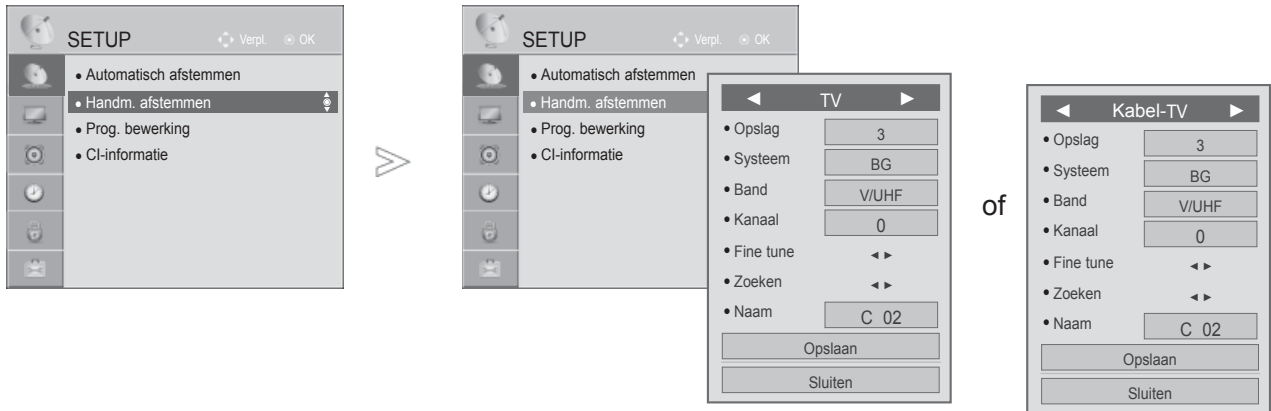 SETUP
Verpl. OK
• Automatisch afstemmen
• Handm. afstemmen
• Prog. bewerking
• CI-informatie
SETUP
Verpl. OK
• Automatisch afstemmen
• Handm. afstemmen
• Prog. bewerking
• CI-informatie
◄ TV ►
• Opslag 3
• Systeem BG
• Band V/UHF
• Kanaal 0
• Fine tune ◄ ►
• Zoeken ◄ ►
• Naam C 02
Opslaan
Sluiten
of
◄ Kabel-TV ►
• Opslag 3
• Systeem BG
• Band V/UHF
• Kanaal 0
• Fine tune ◄ ►
• Zoeken ◄ ►
• Naam C 02
Opslaan
Sluiten